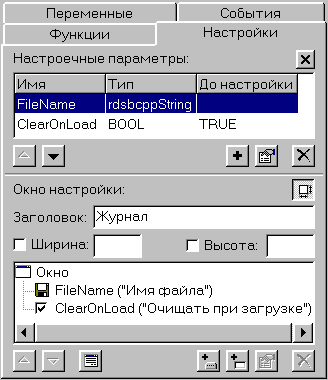 Переменные События
Функции Настройки
Настроечные параметры:
Имя Тип До настройки
FileName rdsbcppString
ClearOnLoad BOOL TRUE
Окно настройки:
Заголовок: Журнал
Ширина: Высота:
Окно
FileName ("Имя файла")
ClearOnLoad ("Очищать при загрузке")